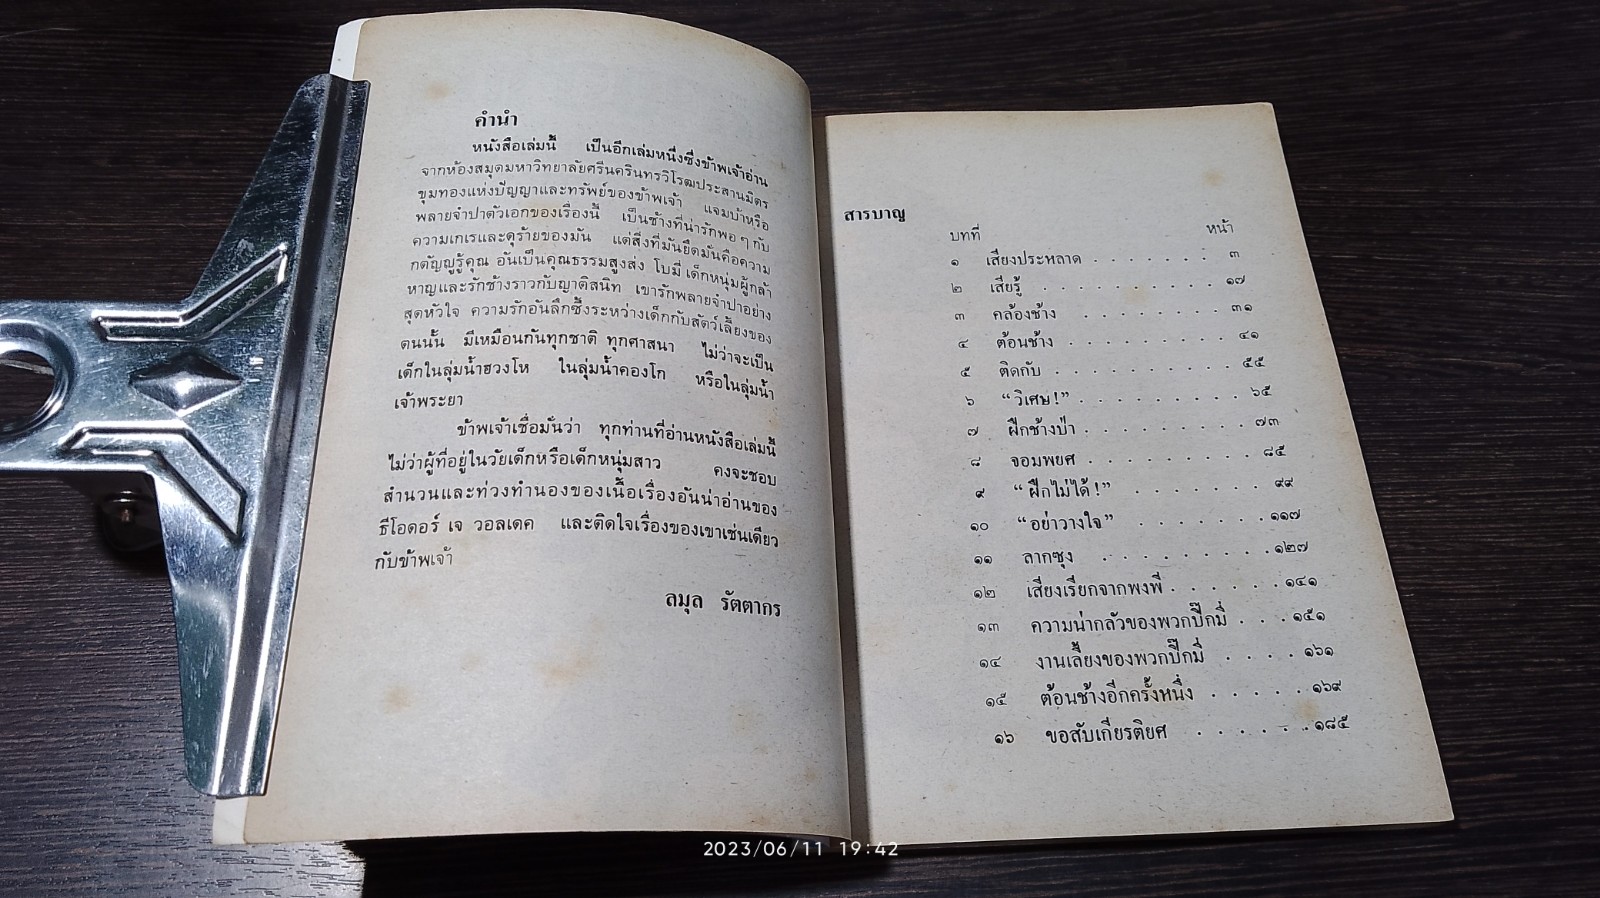 คำนำ
หนังสือเล่มนี้ เป็นอีกเล่มหนึ่งซึ่งข้าพเจ้าอ่าน
จากห้องสมุดมหาวิทยาลัยศรีนครินทรวิโรฒประสานมิตร
ขุมทองแห่งปัญญาและทรัพย์ของข้าพเจ้า แจมบ้าหรือ
พลายจำปาตัวเอกของเรื่องนี้ เป็นช้างที่น่ารักพอ ๆ กับ
ความเกเรและดุร้ายของมัน แต่สิ่งที่มันยึดมั่นคือความ
กตัญญูรู้คุณ อันเป็นคุณธรรมสูงส่ง โบมี เด็กหนุ่มผู้กล้า
หาญและรักช้างราวกับญาติสนิท เขารักพลายจำปาอย่าง
สุดหัวใจ ความรักอันลึกซึ้งระหว่างเด็กกับสัตว์เลี้ยงของ
ตนนั้น มีเหมือนกันทุกชาติ ทุกศาสนา ไม่ว่าจะเป็น
เด็กในลุ่มน้ำฮวงโห ในลุ่มน้ำคองโก หรือในลุ่มน้ำ
เจ้าพระยา
ข้าพเจ้าเชื่อมั่นว่า ทุกท่านที่อ่านหนังสือเล่มนี้
ไม่ว่าผู้ที่อยู่ในวัยเด็กหรือเด็กหนุ่มสาว คงจะชอบ
สำนวนและท่วงทำนองของเนื้อเรื่องอันน่าอ่านของ
ธีโอดอร์ เจ วอลเดค และติดใจเรื่องของเขาเช่นเดียว
กับข้าพเจ้า
ลมุล รัตตากร
สารบาญ
บทที่ หน้า
๑ เสียงประหลาด . . . . . . . ๓
๒ เสียรู้ . . . . . . . . . ๑๗
๓ คล้องช้าง . . . . . . . . ๓๑
๔ ต้อนช้าง . . . . . . . . . ๔๑
๕ ติดกับ . . . . . . . . . . ๕๕
๖ “วิเศษ!” . . . . . . . . . ๖๕
๗ ฝึกช้างป่า . . . . . . . . . ๗๓
๘ จอมพยศ . . . . . . . . . ๘๕
๙ “ฝึกไม่ได้!” . . . . . . . ๙๙
๑๐ “อย่าวางใจ” . . . . . . . ๑๑๗
๑๑ ลากซุง . . . . . . . . . ๑๒๗
๑๒ เสียงเรียกจากพงพี . . . . . . ๑๔๑
๑๓ ความน่ากลัวของพวกปิ๊กมี่ . . . ๑๕๑
๑๔ งานเลี้ยงของพวกปิ๊กมี่ . . . . ๑๖๑
๑๕ ต้อนช้างอีกครั้งหนึ่ง . . . . . ๑๖๙
๑๖ ขอสับเกียรติยศ . . . . . . ๑๘๕
2023/06/11 19:42